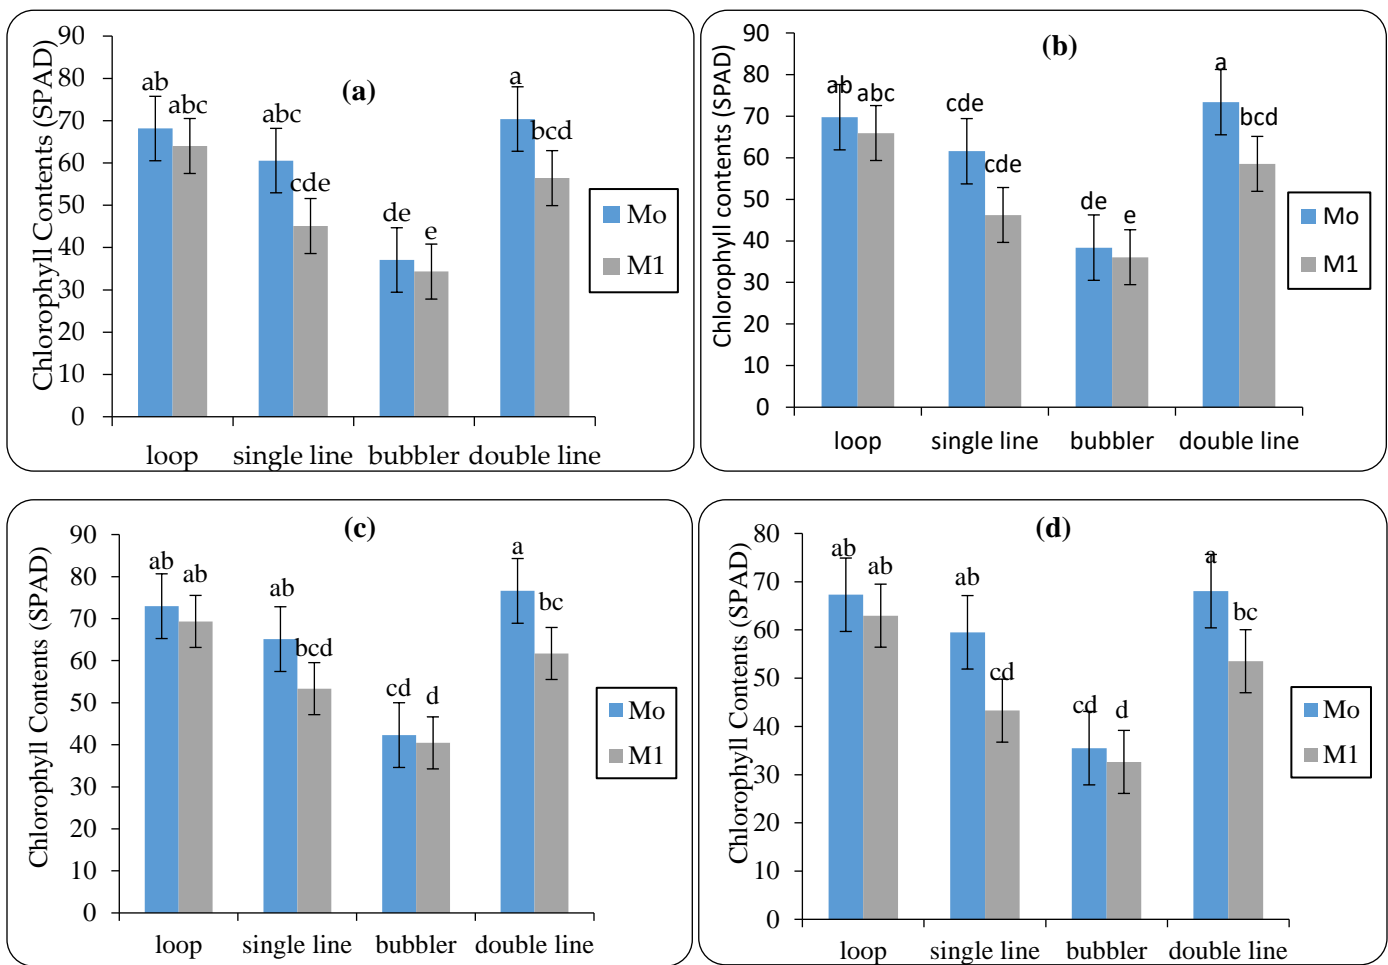 (a)
Chlorophyll Contents (SPAD)
90
80
70
60
50
40
30
20
10
0
ab
abc
abc
cde
de
e
a
bcd
loop single line bubbler double line
Mo
M1
(b)
Chlorophyll contents (SPAD)
90
80
70
60
50
40
30
20
10
0
ab
abc
cde
cde
de
e
a
bcd
loop single line bubbler double line
Mo
M1
(c)
Chlorophyll Contents (SPAD)
90
80
70
60
50
40
30
20
10
0
ab
ab
ab
bcd
cd
d
a
bc
loop single line bubbler double line
Mo
M1
(d)
Chlorophyll Contents (SPAD)
80
70
60
50
40
30
20
10
0
ab
ab
ab
cd
cd
d
a
bc
loop single line bubbler double line
Mo
M1